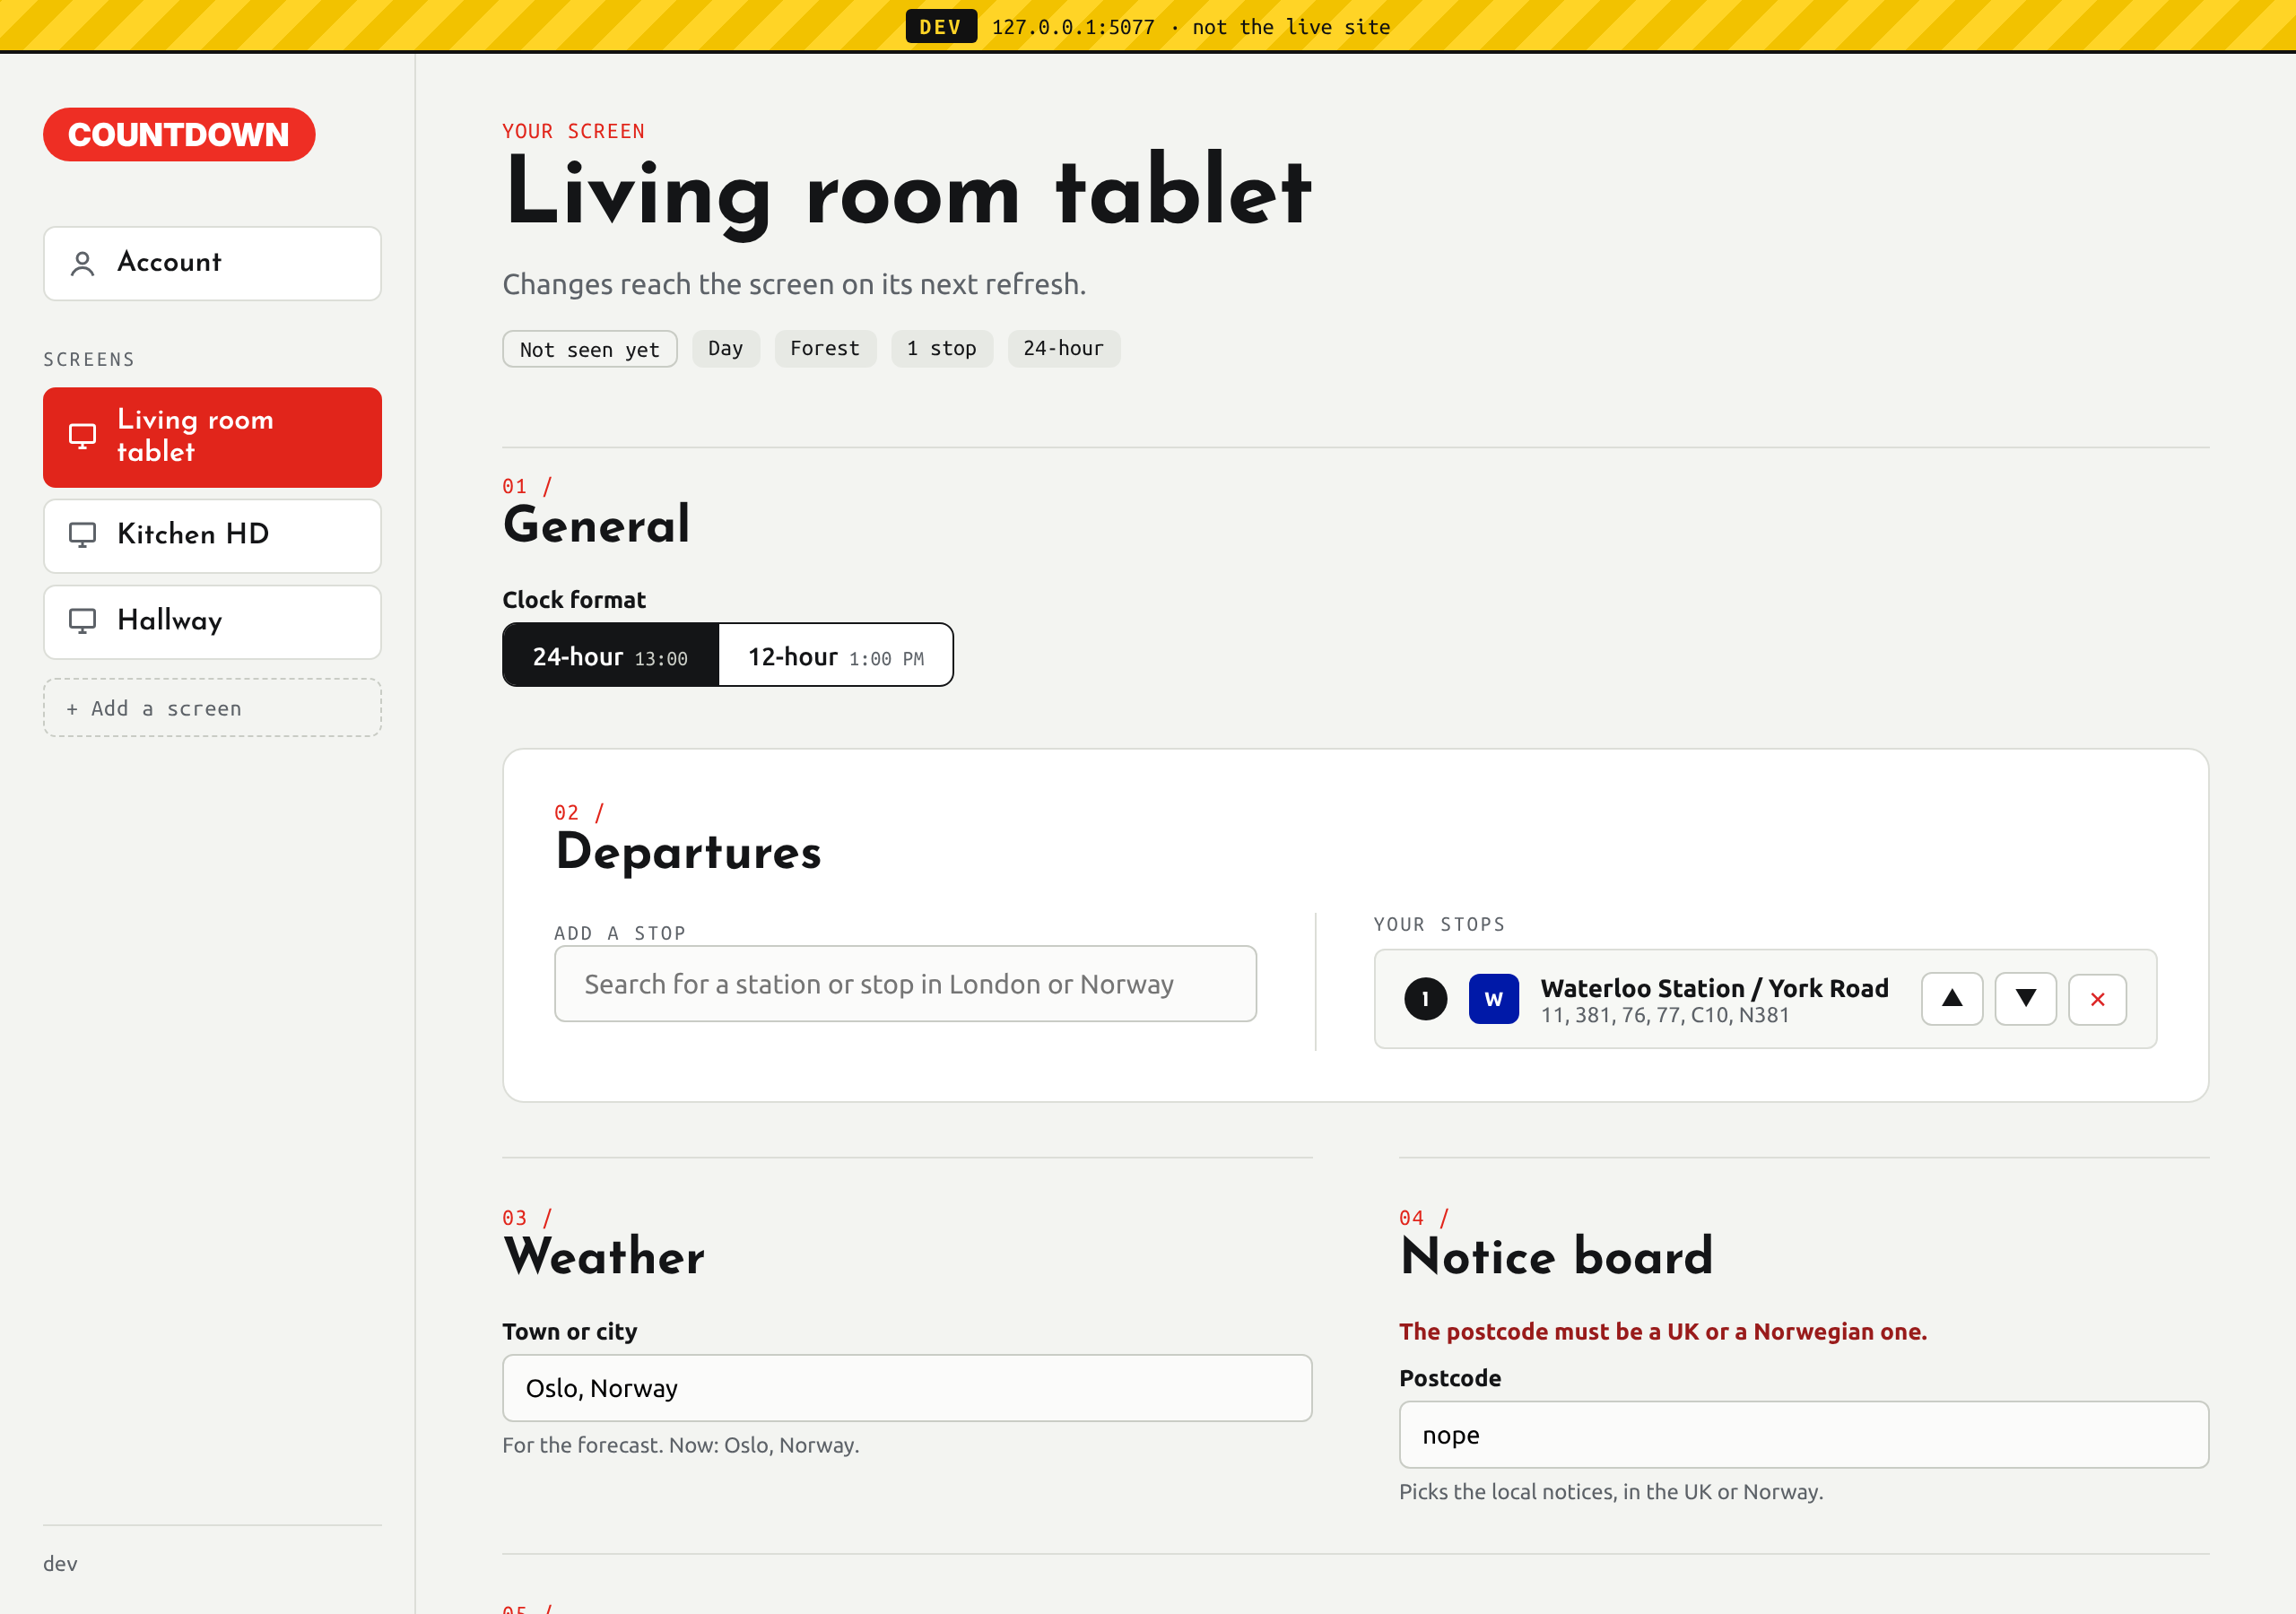 DEV 127.0.0.1:5077 · not the live site
COUNTDOWN
Account
SCREENS
Living room
tablet
Kitchen HD
Hallway
+ Add a screen
dev
YOUR SCREEN
Living room tablet
Changes reach the screen on its next refresh.
Not seen yet Day Forest 1 stop 24-hour
01 /
General
Clock format
24-hour 13:00 12-hour 1:00 PM
02 /
Departures
ADD A STOP
Search for a station or stop in London or Norway
YOUR STOPS
1 W Waterloo Station / York Road
11, 381, 76, 77, C10, N381
03 /
Weather
Town or city
Oslo, Norway
For the forecast. Now: Oslo, Norway.
04 /
Notice board
The postcode must be a UK or a Norwegian one.
Postcode
nope
Picks the local notices, in the UK or Norway.